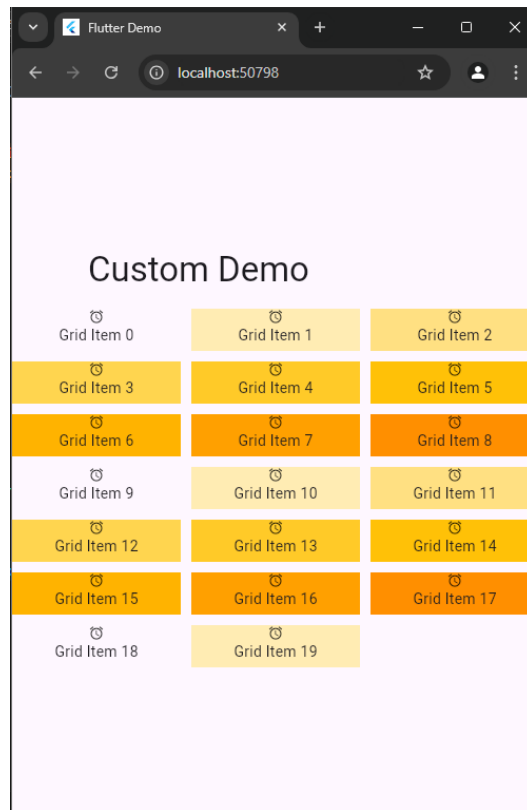 Flutter Demo
localhost:50798
Custom Demo
Grid Item 0
Grid Item 1
Grid Item 2
Grid Item 3
Grid Item 4
Grid Item 5
Grid Item 6
Grid Item 7
Grid Item 8
Grid Item 9
Grid Item 10
Grid Item 11
Grid Item 12
Grid Item 13
Grid Item 14
Grid Item 15
Grid Item 16
Grid Item 17
Grid Item 18
Grid Item 19